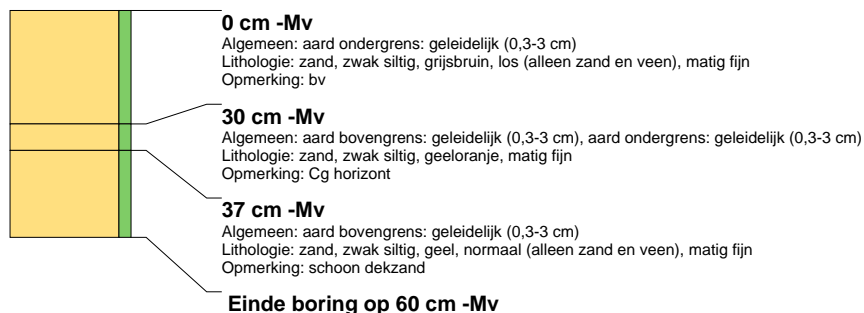 0 cm -Mv
Algemeen: aard ondergrens: geleidelijk (0,3-3 cm)
Lithologie: zand, zwak siltig, grijsbruin, los (alleen zand en veen), matig fijn
Opmerking: bv
30 cm -Mv
Algemeen: aard bovengrens: geleidelijk (0,3-3 cm), aard ondergrens: geleidelijk (0,3-3 cm)
Lithologie: zand, zwak siltig, geeloranje, matig fijn
Opmerking: Cg horizont
37 cm -Mv
Algemeen: aard bovengrens: geleidelijk (0,3-3 cm)
Lithologie: zand, zwak siltig, geel, normaal (alleen zand en veen), matig fijn
Opmerking: schoon dekzand
Einde boring op 60 cm -Mv